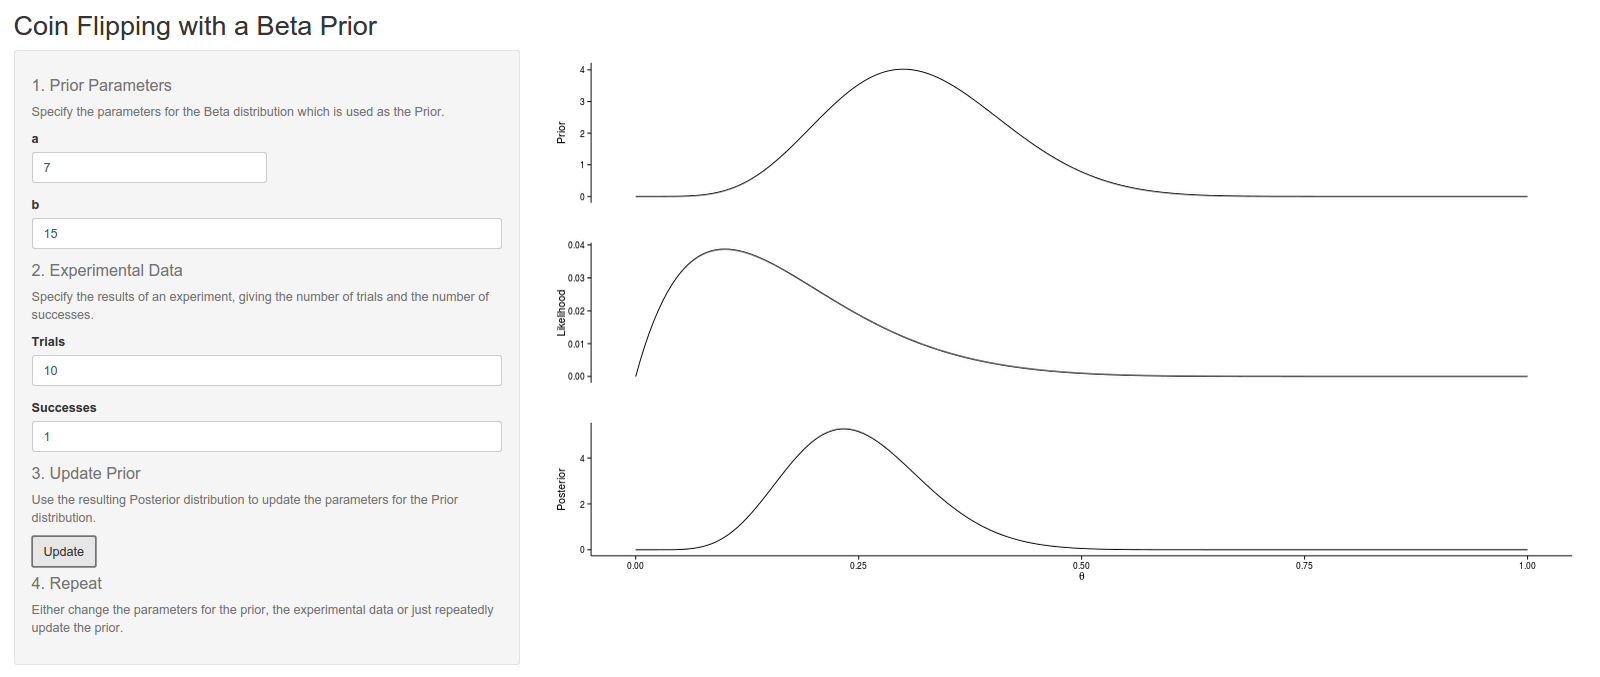 Coin Flipping with a Beta Prior
1. Prior Parameters
Specify the parameters for the Beta distribution which is used as the Prior.
a
7
b
15
2. Experimental Data
Specify the results of an experiment, giving the number of trials and the number of
successes.
Trials
10
Successes
1
3. Update Prior
Use the resulting Posterior distribution to update the parameters for the Prior
distribution.
Update
4. Repeat
Either change the parameters for the prior, the experimental data or just repeatedly
update the prior.
Prior
4
3
2
1
0
Likelihood
0.04
0.03
0.02
0.01
0.00
Posterior
4
2
0
0.00 0.25 0.50 0.75 1.00
θ